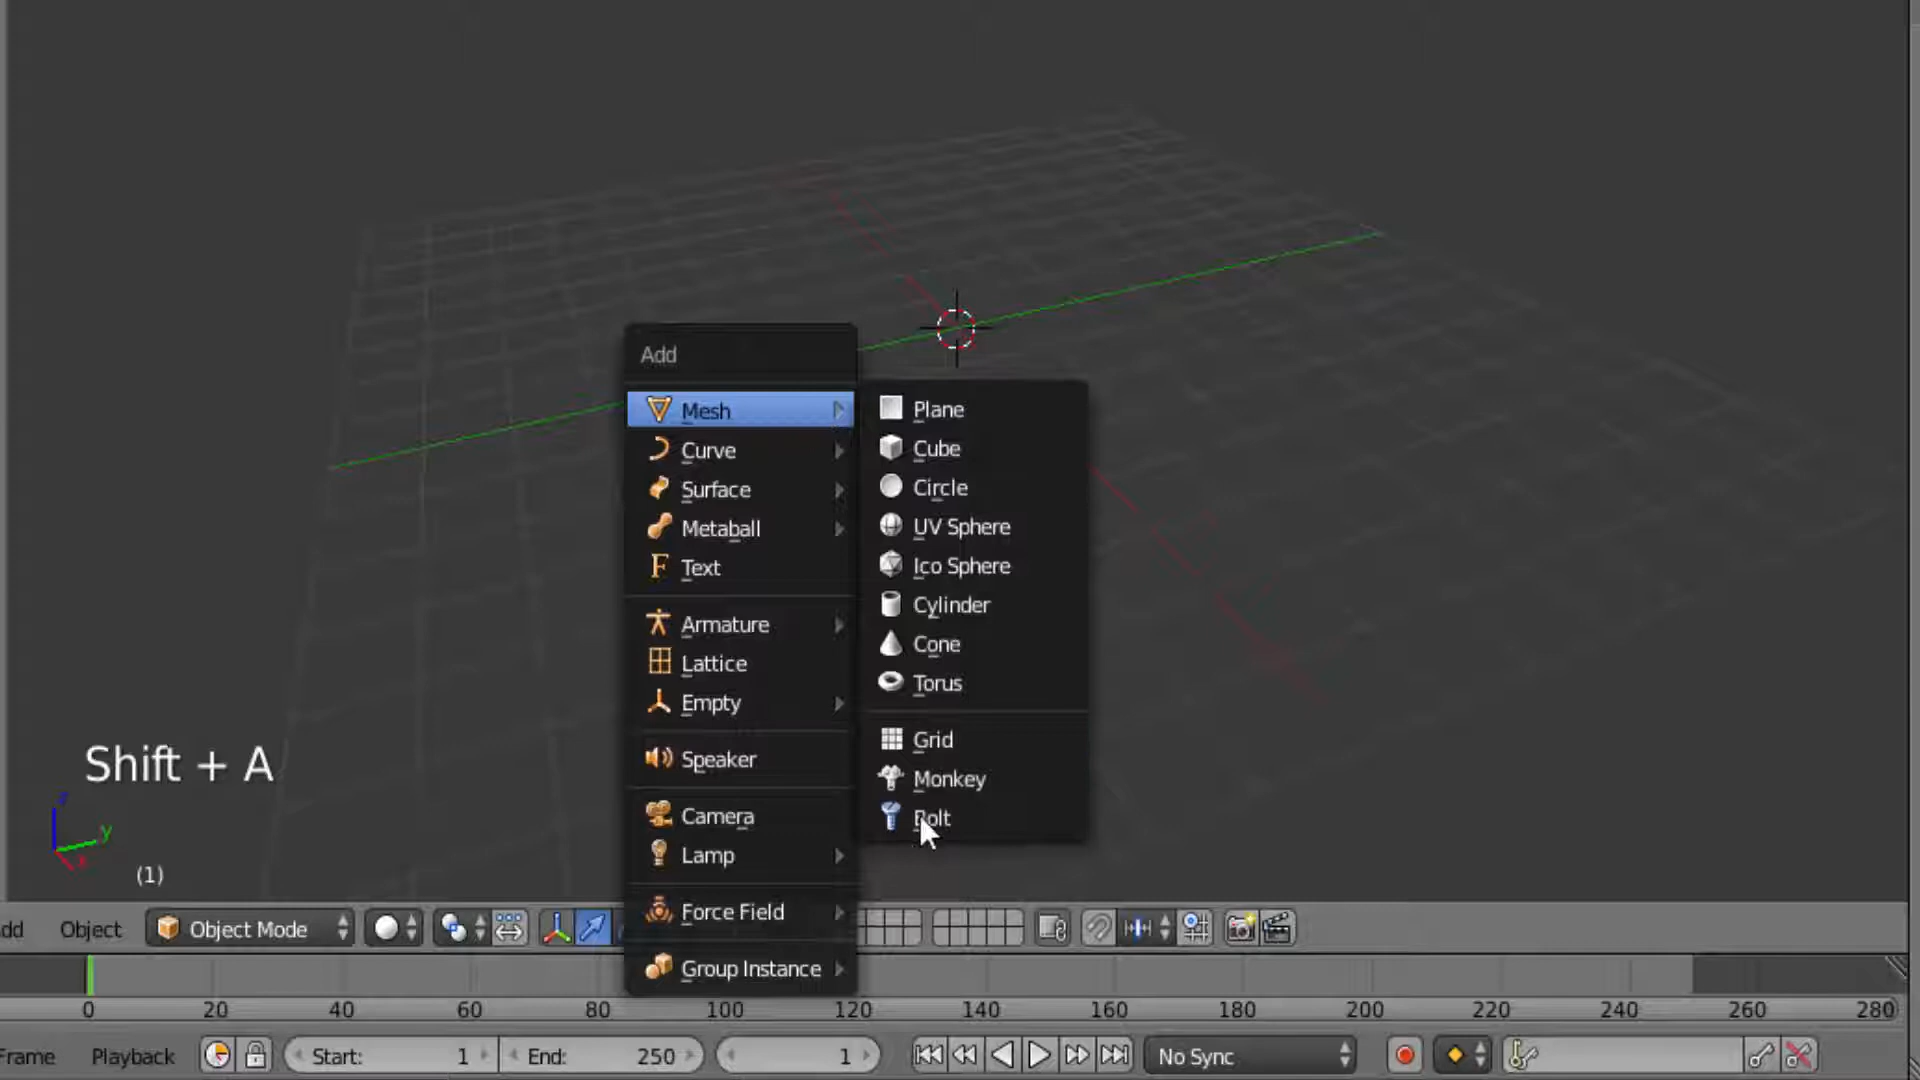 Add
Mesh
Curve
Surface
Metaball
Text
Armature
Lattice
Empty
Speaker
Camera
Lamp
Force Field
Group Instance
Plane
Cube
Circle
UV Sphere
Ico Sphere
Cylinder
Cone
Torus
Grid
Monkey
Bolt
Shift + A
z
y
x
(1)
dd Object Object Mode
0 20 40 60 80 100 120 140 160 180 200 220 240 260 280
Frame Playback Start: 1 End: 250 1 No Sync